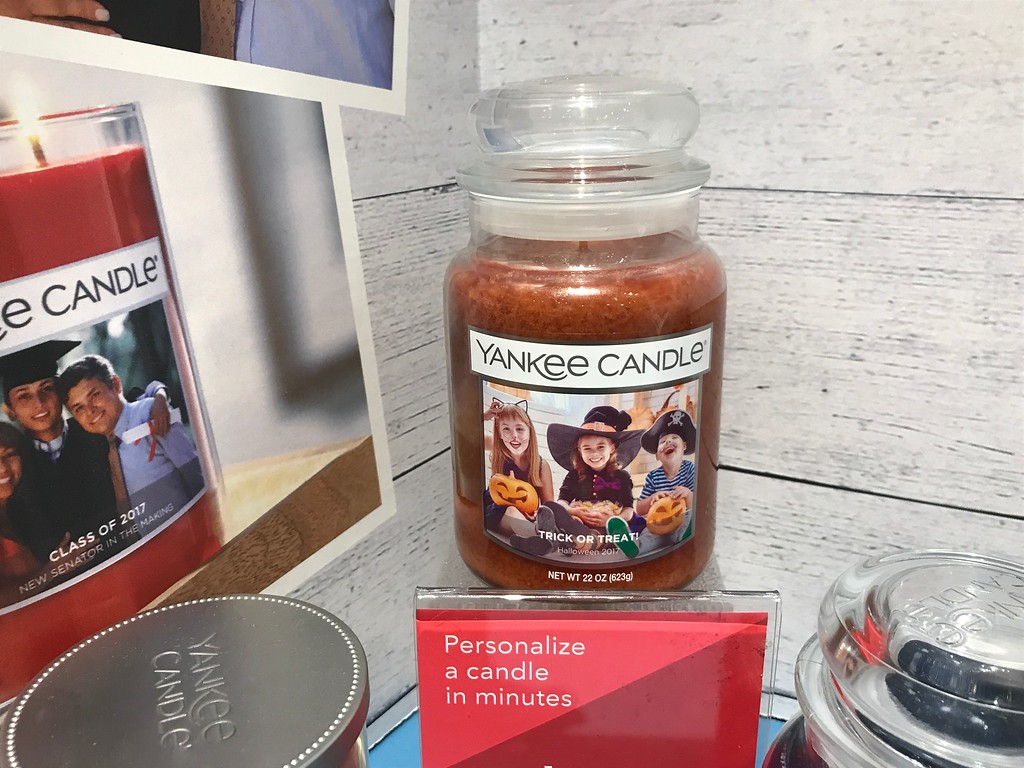 ee CANDLE®
CLASS OF 2017
NEW SENATOR IN THE MAKING
YANKEE CANDLE®
TRICK OR TREAT!
Halloween 2017
NET WT 22 OZ (623g)
Personalize
a candle
in minutes
YANKEE
CANDLE